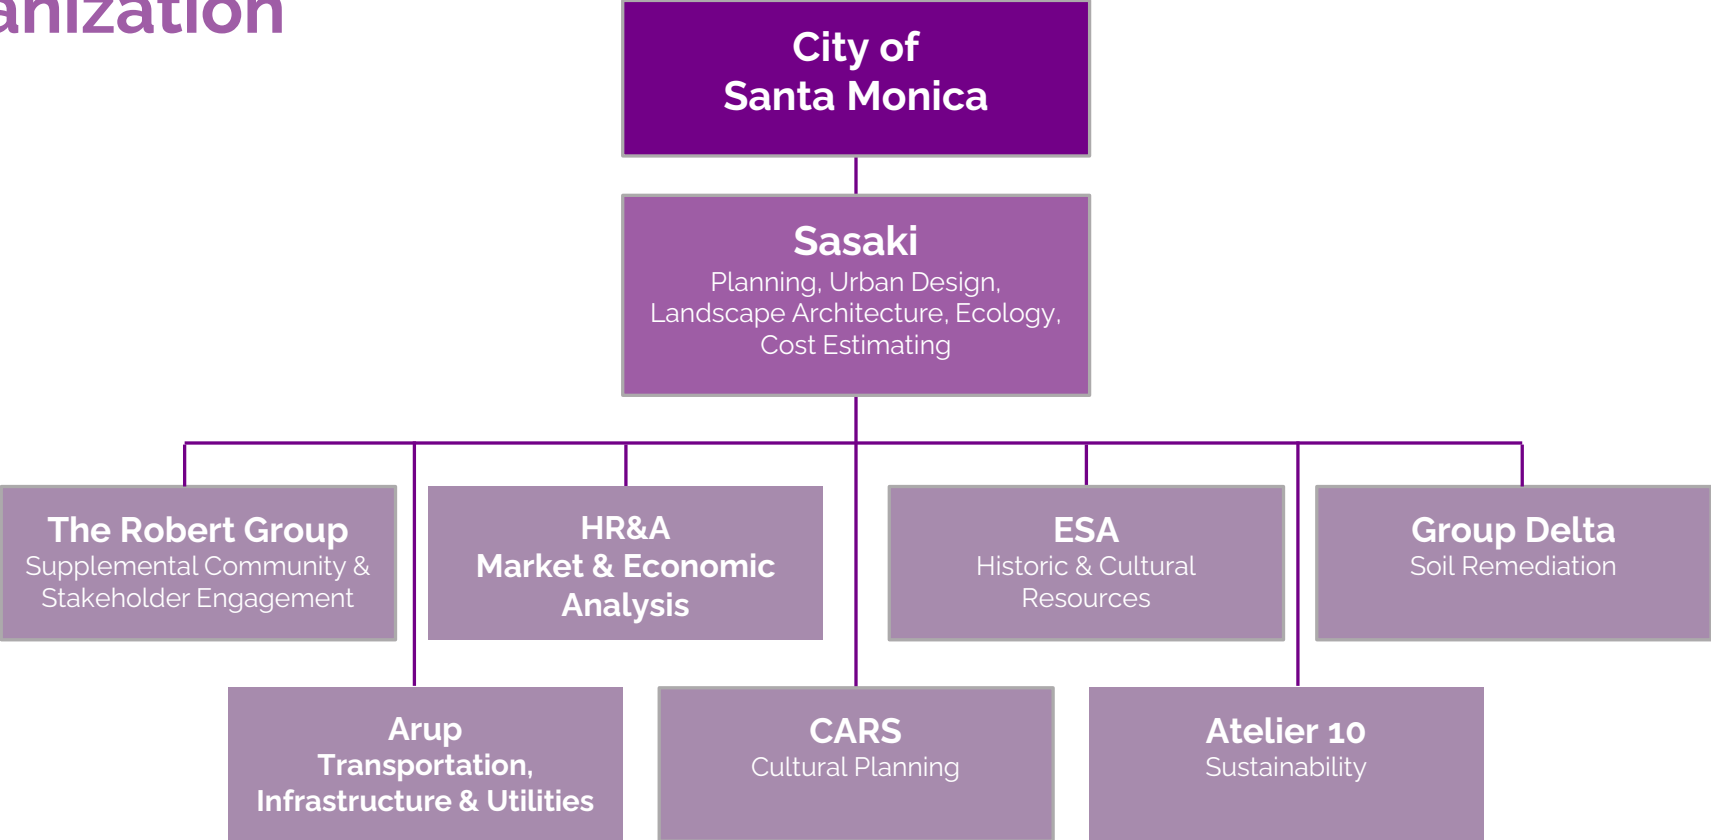 anization
City of
Santa Monica
Sasaki
Planning, Urban Design,
Landscape Architecture, Ecology,
Cost Estimating
The Robert Group
Supplemental Community &
Stakeholder Engagement
HR&A
Market & Economic
Analysis
ESA
Historic & Cultural
Resources
Group Delta
Soil Remediation
Arup
Transportation,
Infrastructure & Utilities
CARS
Cultural Planning
Atelier 10
Sustainability